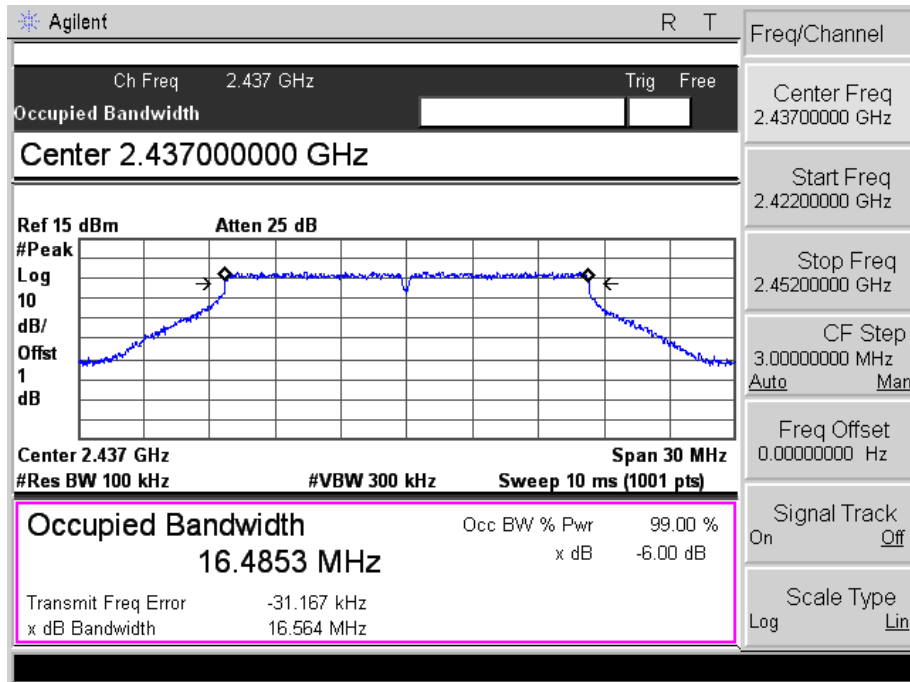 Agilent R T
Ch Freq 2.437 GHz Trig Free
Occupied Bandwidth
Center 2.437000000 GHz
Ref 15 dBm Atten 25 dB
#Peak
Log
10
dB/
Offst
1
dB
Center 2.437 GHz Span 30 MHz
#Res BW 100 kHz #VBW 300 kHz Sweep 10 ms (1001 pts)
Occupied Bandwidth
16.4853 MHz
Occ BW % Pwr 99.00 %
x dB -6.00 dB
Transmit Freq Error -31.167 kHz
x dB Bandwidth 16.564 MHz
Freq/Channel
Center Freq
2.43700000 GHz
Start Freq
2.42200000 GHz
Stop Freq
2.45200000 GHz
CF Step
3.00000000 MHz
Auto Man
Freq Offset
0.00000000 Hz
Signal Track
On Off
Scale Type
Log Lin